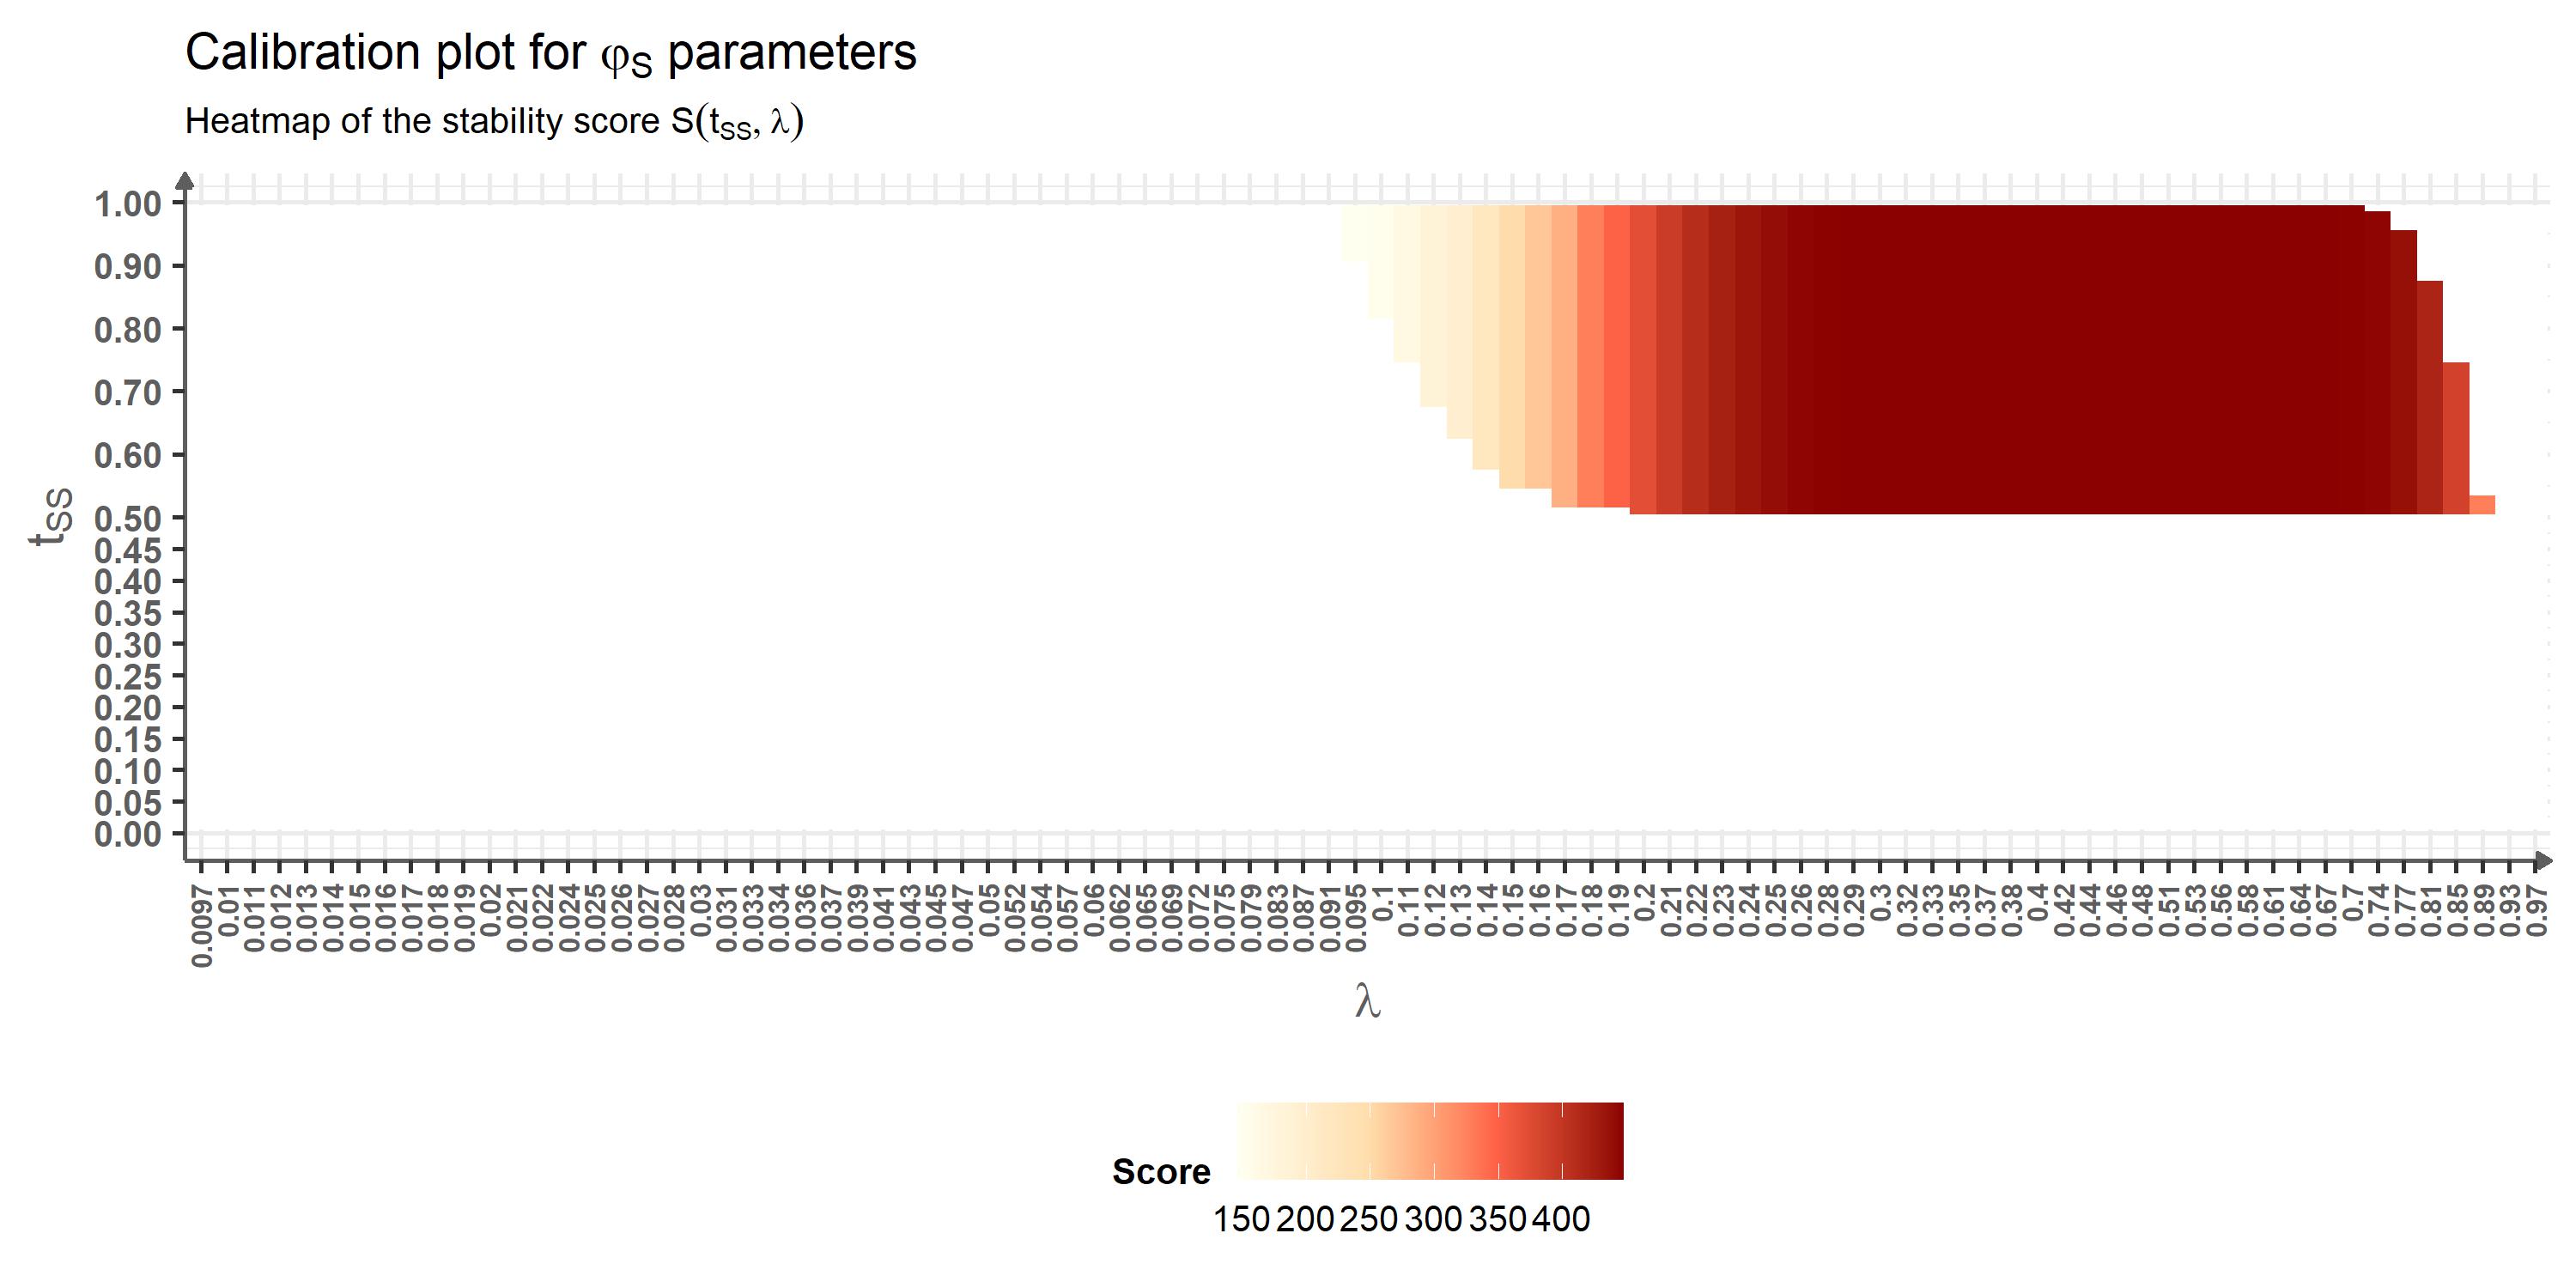 Calibration plot for φS parameters
Heatmap of the stability score S(tSS, λ)
1.00
0.90
0.80
0.70
0.60
0.50
0.45
0.40
0.35
0.30
0.25
0.20
0.15
0.10
0.05
0.00
tSS
0.0097 0.01 0.011 0.012 0.013 0.014 0.015 0.016 0.017 0.018 0.019 0.02 0.021 0.022 0.024 0.025 0.026 0.027 0.028 0.03 0.031 0.033 0.034 0.036 0.037 0.039 0.041 0.043 0.045 0.047 0.05 0.052 0.054 0.057 0.06 0.062 0.065 0.069 0.072 0.075 0.079 0.083 0.087 0.091 0.095 0.1 0.11 0.12 0.13 0.14 0.15 0.16 0.17 0.18 0.19 0.2 0.21 0.22 0.23 0.24 0.25 0.26 0.28 0.29 0.3 0.32 0.33 0.35 0.37 0.38 0.4 0.42 0.44 0.46 0.48 0.51 0.53 0.56 0.58 0.61 0.64 0.67 0.7 0.74 0.77 0.81 0.85 0.89 0.93 0.97
λ
Score
150 200 250 300 350 400